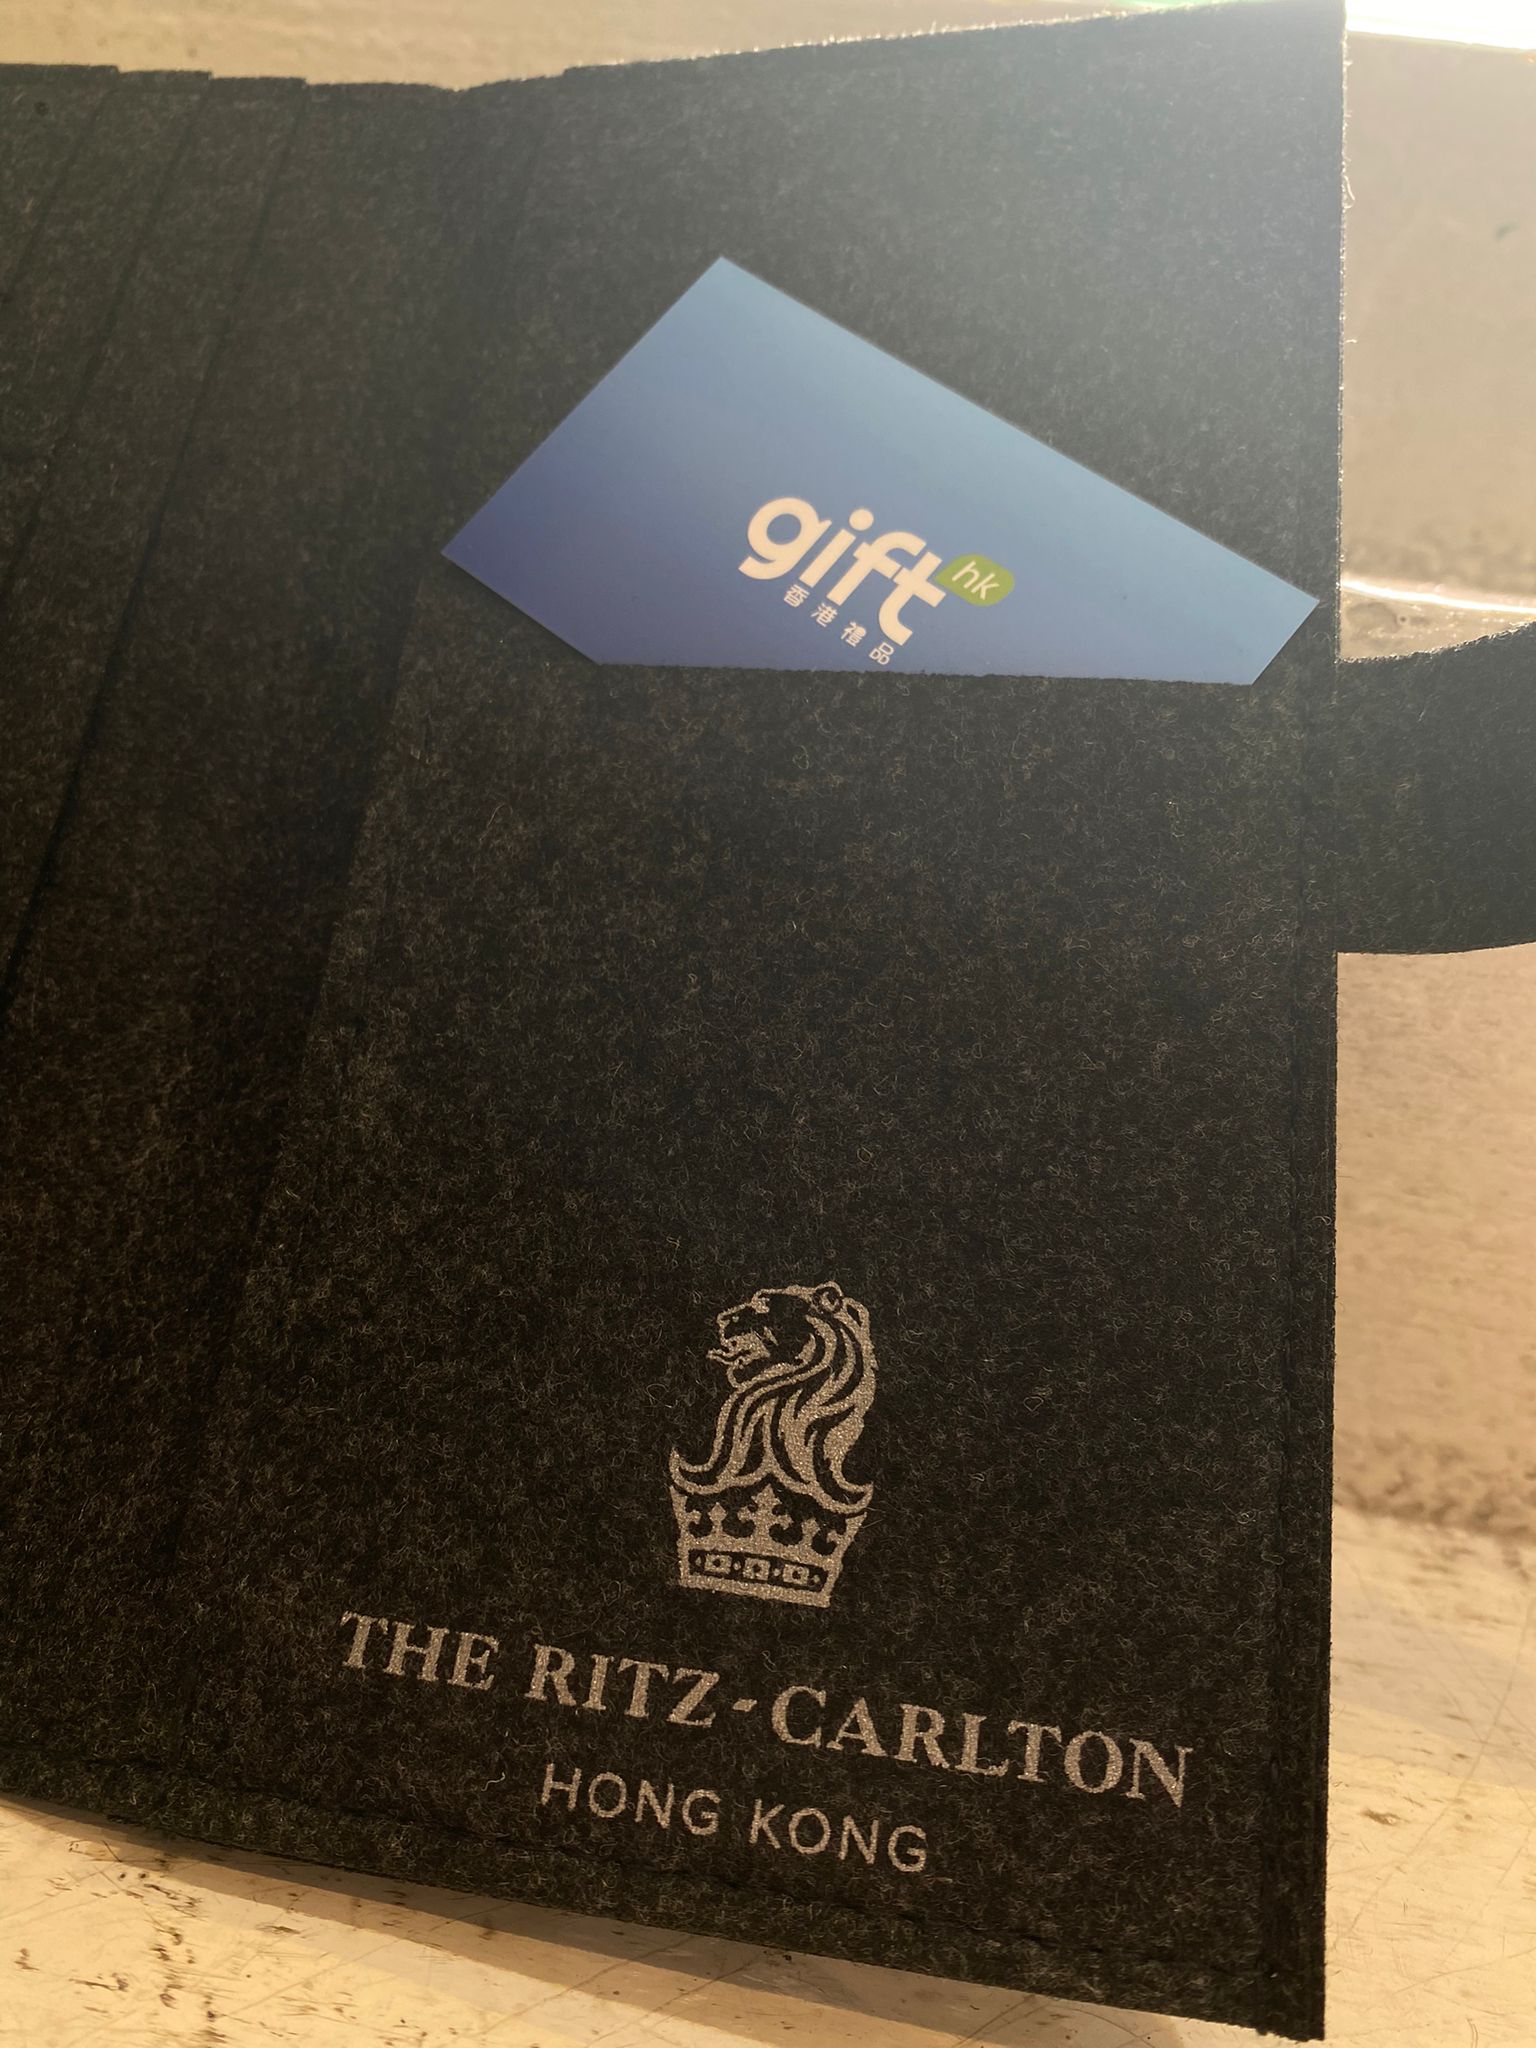 gift hk
香港禮品
THE RITZ-CARLTON
HONG KONG